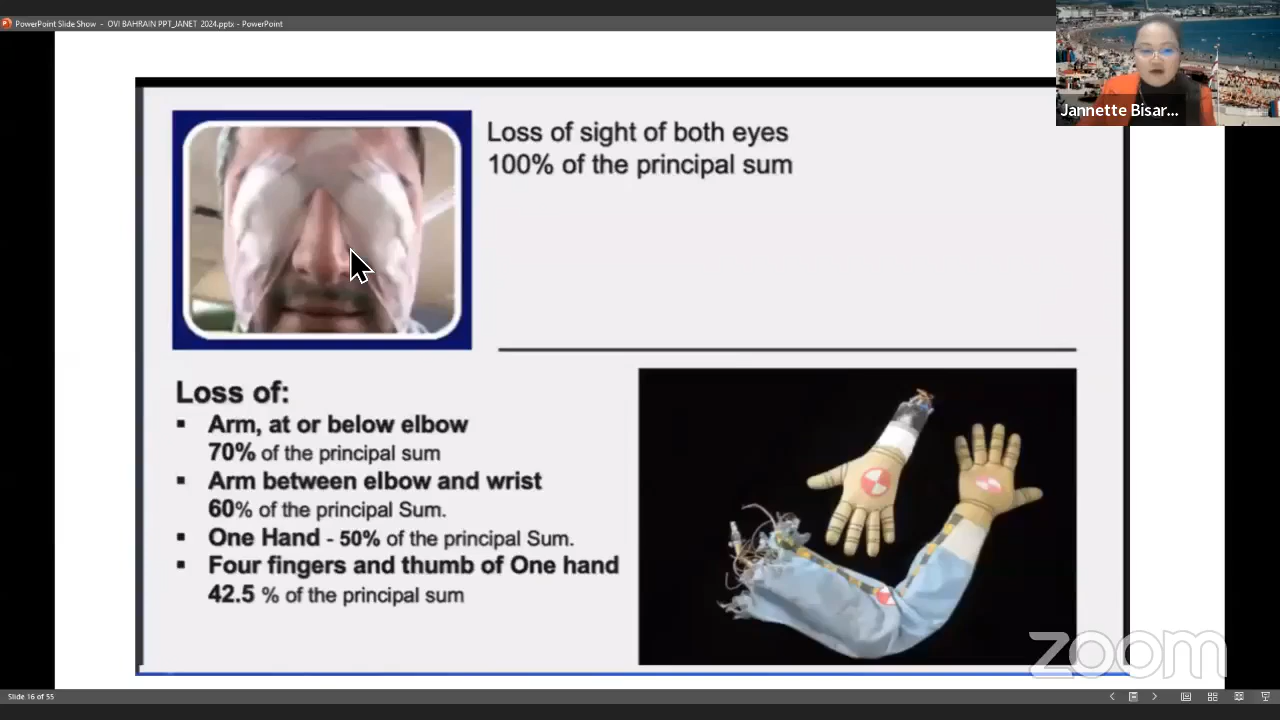 PowerPoint Slide Show - OVI BAHRAIN PPT_JANET 2024.pptx - PowerPoint
Jannette Bisar...
Loss of sight of both eyes
100% of the principal sum
Loss of:
▪ Arm, at or below elbow
70% of the principal sum
▪ Arm between elbow and wrist
60% of the principal Sum.
▪ One Hand - 50% of the principal Sum.
▪ Four fingers and thumb of One hand
42.5 % of the principal sum
zoom
Slide 16 of 55